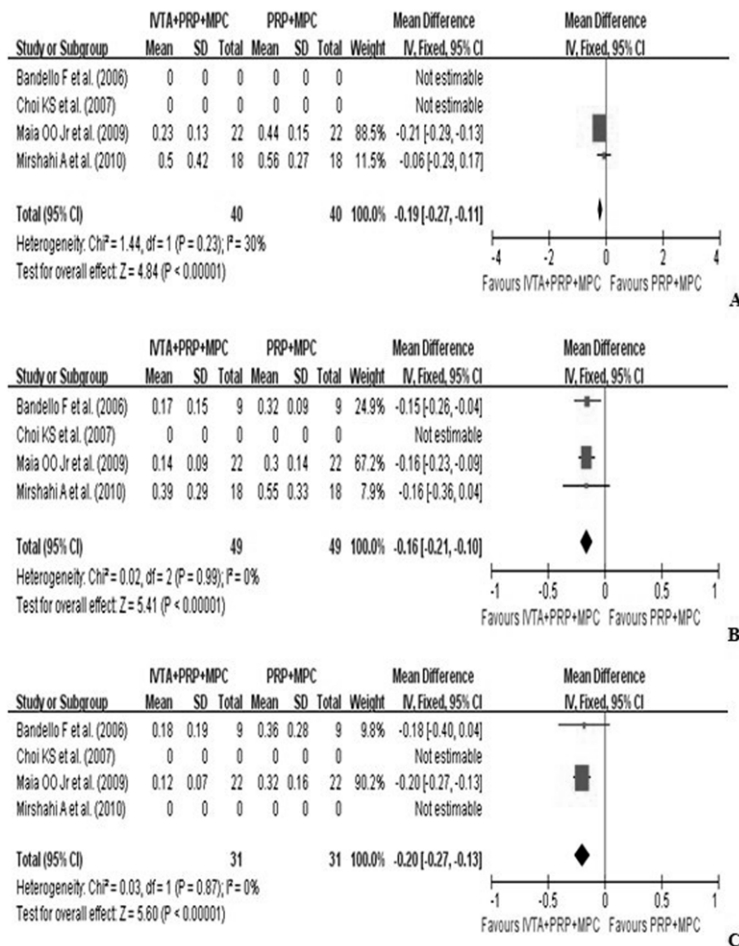 IVTA+PRP+MPC PRP+MPC Mean Difference Mean Difference
Study or Subgroup Mean SD Total Mean SD Total Weight IV, Fixed, 95% CI IV, Fixed, 95% CI
Bandello F et al. (2006) 0 0 0 0 0 0 Not estimable
Choi KS et al. (2007) 0 0 0 0 0 0 Not estimable
Maia OO Jr et al. (2009) 0.23 0.13 22 0.44 0.15 22 88.5% -0.21 [-0.29, -0.13]
Mirshahi A et al. (2010) 0.5 0.42 18 0.56 0.27 18 11.5% -0.06 [-0.29, 0.17]
Total (95% CI) 40 40 100.0% -0.19 [-0.27, -0.11]
Heterogeneity: Chi² = 1.44, df = 1 (P = 0.23); I² = 30%
Test for overall effect: Z = 4.84 (P < 0.00001)
-4 -2 0 2 4
Favours IVTA+PRP+MPC Favours PRP+MPC
A
IVTA+PRP+MPC PRP+MPC Mean Difference Mean Difference
Study or Subgroup Mean SD Total Mean SD Total Weight IV, Fixed, 95% CI IV, Fixed, 95% CI
Bandello F et al. (2006) 0.17 0.15 9 0.32 0.09 9 24.9% -0.15 [-0.26, -0.04]
Choi KS et al. (2007) 0 0 0 0 0 0 Not estimable
Maia OO Jr et al. (2009) 0.14 0.09 22 0.3 0.14 22 67.2% -0.16 [-0.23, -0.09]
Mirshahi A et al. (2010) 0.39 0.29 18 0.55 0.33 18 7.9% -0.16 [-0.36, 0.04]
Total (95% CI) 49 49 100.0% -0.16 [-0.21, -0.10]
Heterogeneity: Chi² = 0.02, df = 2 (P = 0.99); I² = 0%
Test for overall effect: Z = 5.41 (P < 0.00001)
-1 -0.5 0 0.5 1
Favours IVTA+PRP+MPC Favours PRP+MPC
B
IVTA+PRP+MPC PRP+MPC Mean Difference Mean Difference
Study or Subgroup Mean SD Total Mean SD Total Weight IV, Fixed, 95% CI IV, Fixed, 95% CI
Bandello F et al. (2006) 0.18 0.19 9 0.36 0.28 9 9.8% -0.18 [-0.40, 0.04]
Choi KS et al. (2007) 0 0 0 0 0 0 Not estimable
Maia OO Jr et al. (2009) 0.12 0.07 22 0.32 0.16 22 90.2% -0.20 [-0.27, -0.13]
Mirshahi A et al. (2010) 0 0 0 0 0 0 Not estimable
Total (95% CI) 31 31 100.0% -0.20 [-0.27, -0.13]
Heterogeneity: Chi² = 0.03, df = 1 (P = 0.87); I² = 0%
Test for overall effect: Z = 5.60 (P < 0.00001)
-1 -0.5 0 0.5 1
Favours IVTA+PRP+MPC Favours PRP+MPC
C